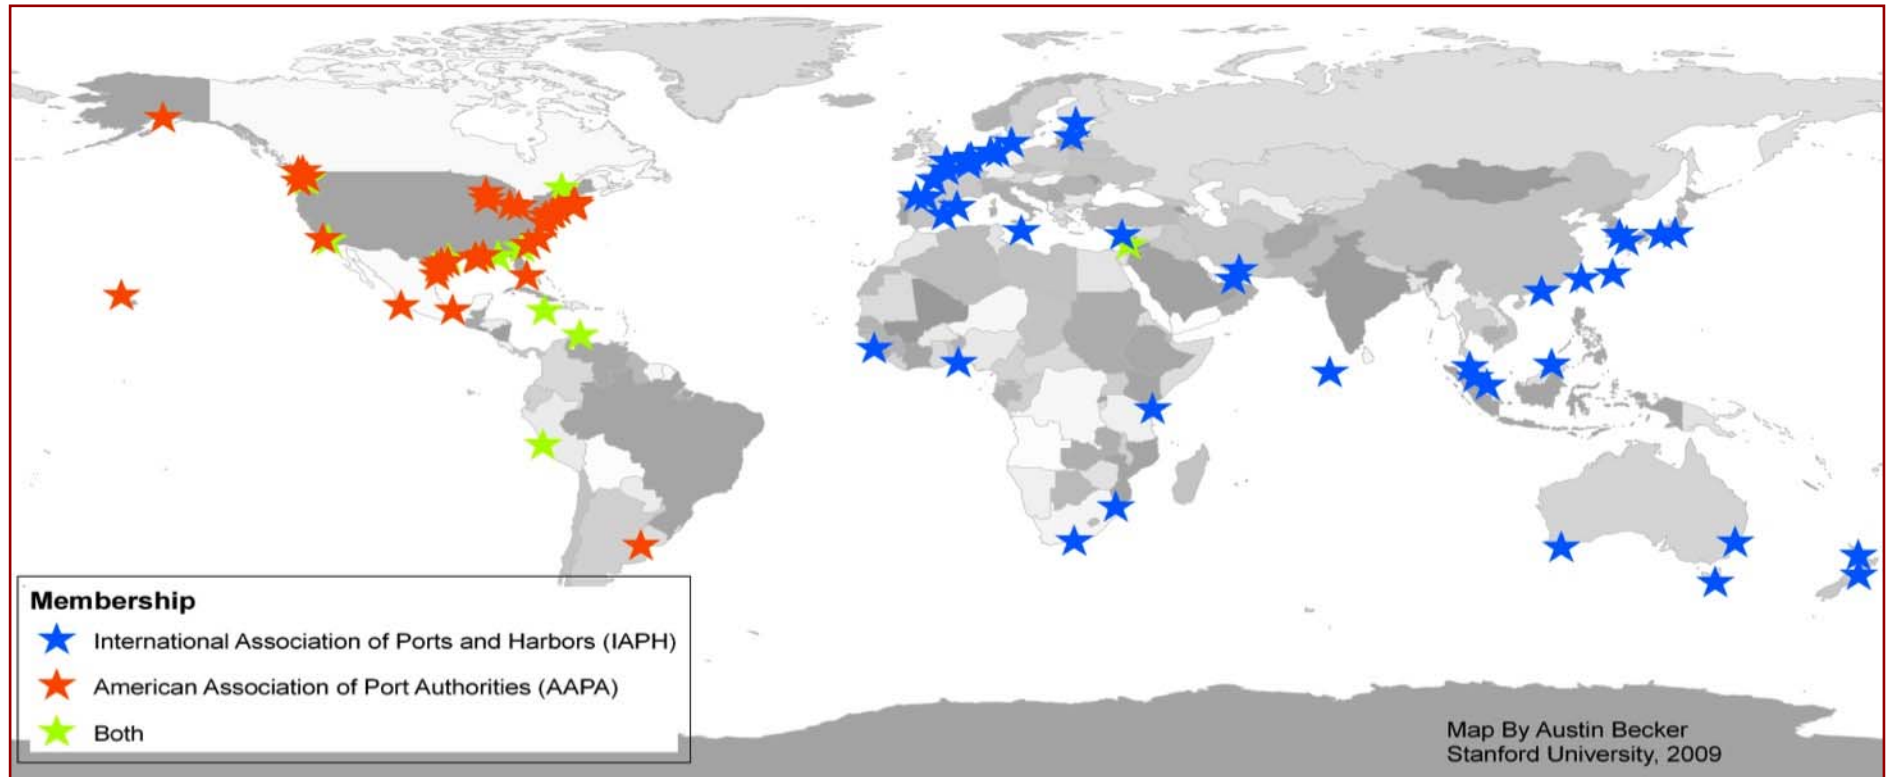 Membership
International Association of Ports and Harbors (IAPH)
American Association of Port Authorities (AAPA)
Both
Map By Austin Becker
Stanford University, 2009